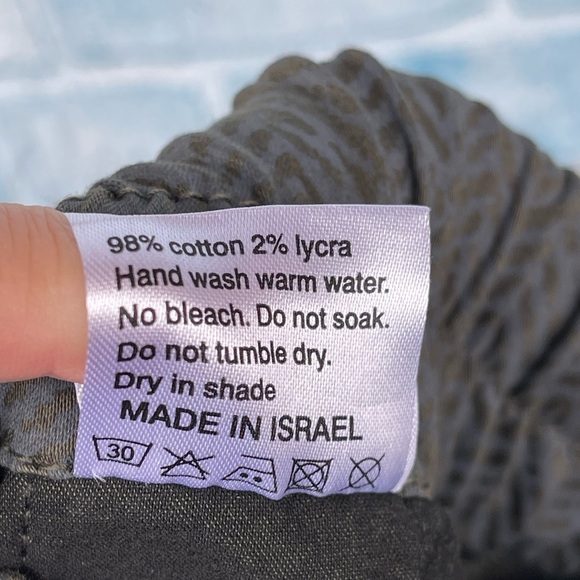 98% cotton 2% lycra
Hand wash warm water.
No bleach. Do not soak.
Do not tumble dry.
Dry in shade
MADE IN ISRAEL
30